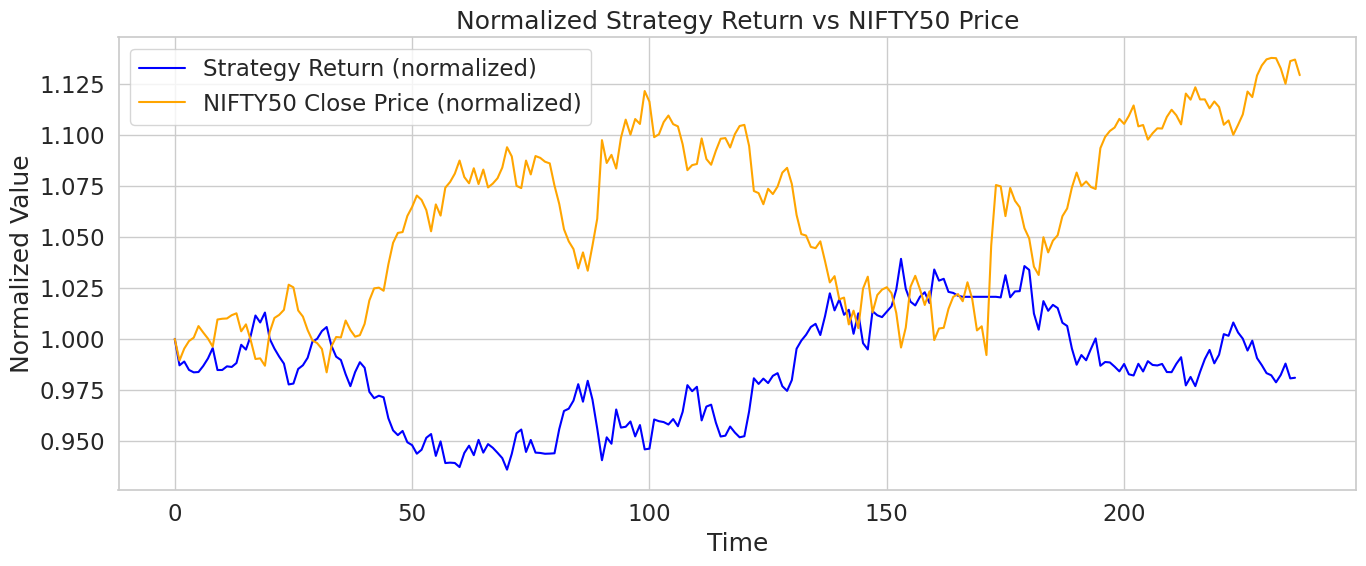 Normalized Strategy Return vs NIFTY50 Price
Strategy Return (normalized)
NIFTY50 Close Price (normalized)
Normalized Value
1.125
1.100
1.075
1.050
1.025
1.000
0.975
0.950
0
50
100
150
200
Time